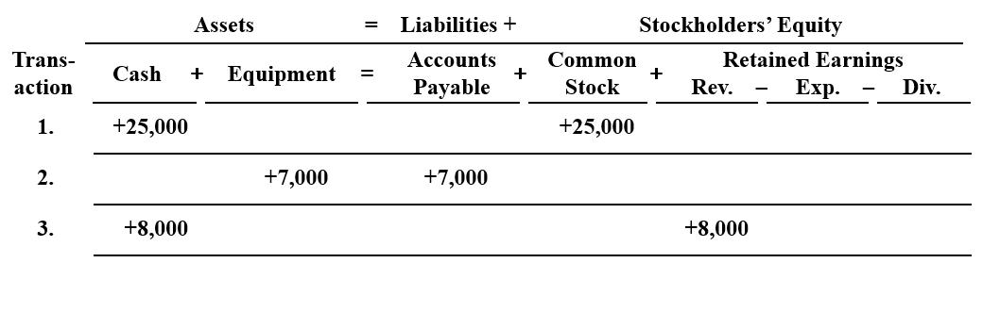 Assets = Liabilities + Stockholders’ Equity
Trans-action Cash + Equipment = Accounts Payable + Common Stock + Retained Earnings
Rev. – Exp. – Div.
1. +25,000 +25,000
2. +7,000 +7,000
3. +8,000 +8,000